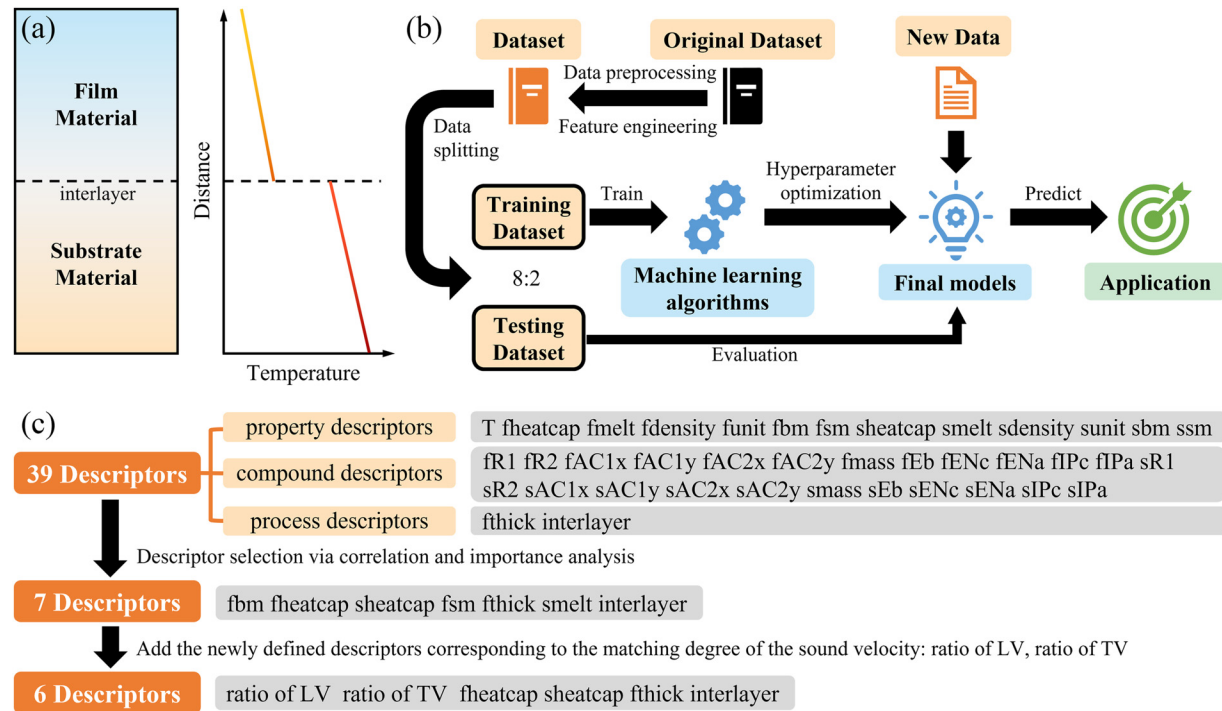 (a)
Film
Material
interlayer
Substrate
Material
Distance
Temperature
(b)
Dataset
Original Dataset
New Data
Data preprocessing
Feature engineering
Data
splitting
Training
Dataset
8:2
Testing
Dataset
Train
Machine learning
algorithms
Hyperparameter
optimization
Final models
Predict
Application
Evaluation
(c)
39 Descriptors
property descriptors
T fheatcap fmelt fdensity funit fbm fsm sheatcap smelt sdensity sunit sbm ssm
compound descriptors
fR1 fR2 fAC1x fAC1y fAC2x fAC2y fmass fEb fENc fENa fIPc fIPa sR1
sR2 sAC1x sAC1y sAC2x sAC2y smass sEb sENc sENa sIPc sIPa
process descriptors
fthick interlayer
Descriptor selection via correlation and importance analysis
7 Descriptors
fbm fheatcap sheatcap fsm fthick smelt interlayer
Add the newly defined descriptors corresponding to the matching degree of the sound velocity: ratio of LV, ratio of TV
6 Descriptors
ratio of LV ratio of TV fheatcap sheatcap fthick interlayer